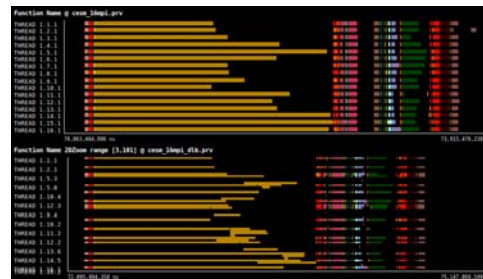 Function Name @ cesm_16mpi.prv
THREAD 1.1.1
THREAD 1.2.1
THREAD 1.3.1
THREAD 1.4.1
THREAD 1.5.1
THREAD 1.6.1
THREAD 1.7.1
THREAD 1.8.1
THREAD 1.9.1
THREAD 1.10.1
THREAD 1.11.1
THREAD 1.12.1
THREAD 1.13.1
THREAD 1.14.1
THREAD 1.15.1
THREAD 1.16.1
Function Name 2DZoom range [3,181] @ cesm_16mpi_dlb.prv
THREAD 1.1.1
THREAD 1.2.1
THREAD 1.5.3
THREAD 1.5.8
THREAD 1.10.4
THREAD 1.12.3
THREAD 1.9.4
THREAD 1.10.2
THREAD 1.11.2
THREAD 1.12.2
THREAD 1.13.8
THREAD 1.14.5